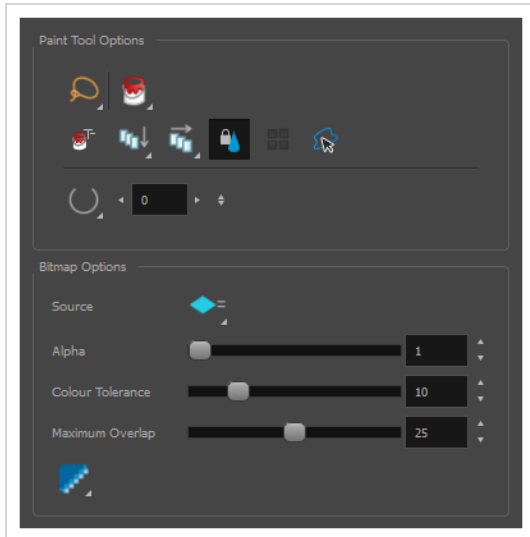 Paint Tool Options
0
Bitmap Options
Source
Alpha 1
Colour Tolerance 10
Maximum Overlap 25